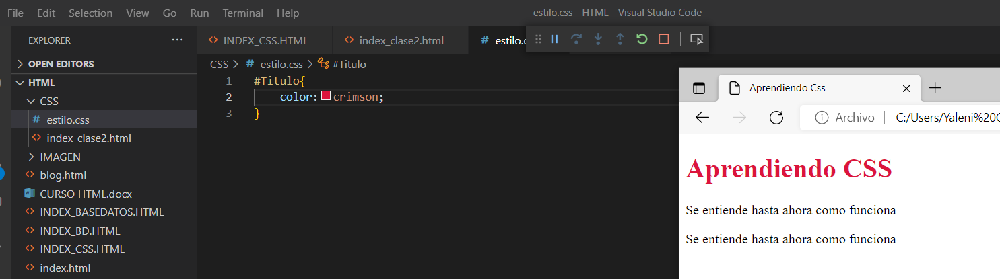 File Edit Selection View Go Run Terminal Help estilo.css - HTML - Visual Studio Code
EXPLORER ... INDEX_CSS.HTML index_clase2.html # estilo.c
OPEN EDITORS
CSS > # estilo.css > #Titulo
HTML
CSS
# estilo.css
index_clase2.html
IMAGEN
blog.html
CURSO HTML.docx
INDEX_BASEDATOS.HTML
INDEX_BD.HTML
INDEX_CSS.HTML
index.html
1 #Titulo{
2 color: crimson;
3 }
Aprendiendo Css
Archivo | C:/Users/Yaleni%20
Aprendiendo CSS
Se entiende hasta ahora como funciona
Se entiende hasta ahora como funciona